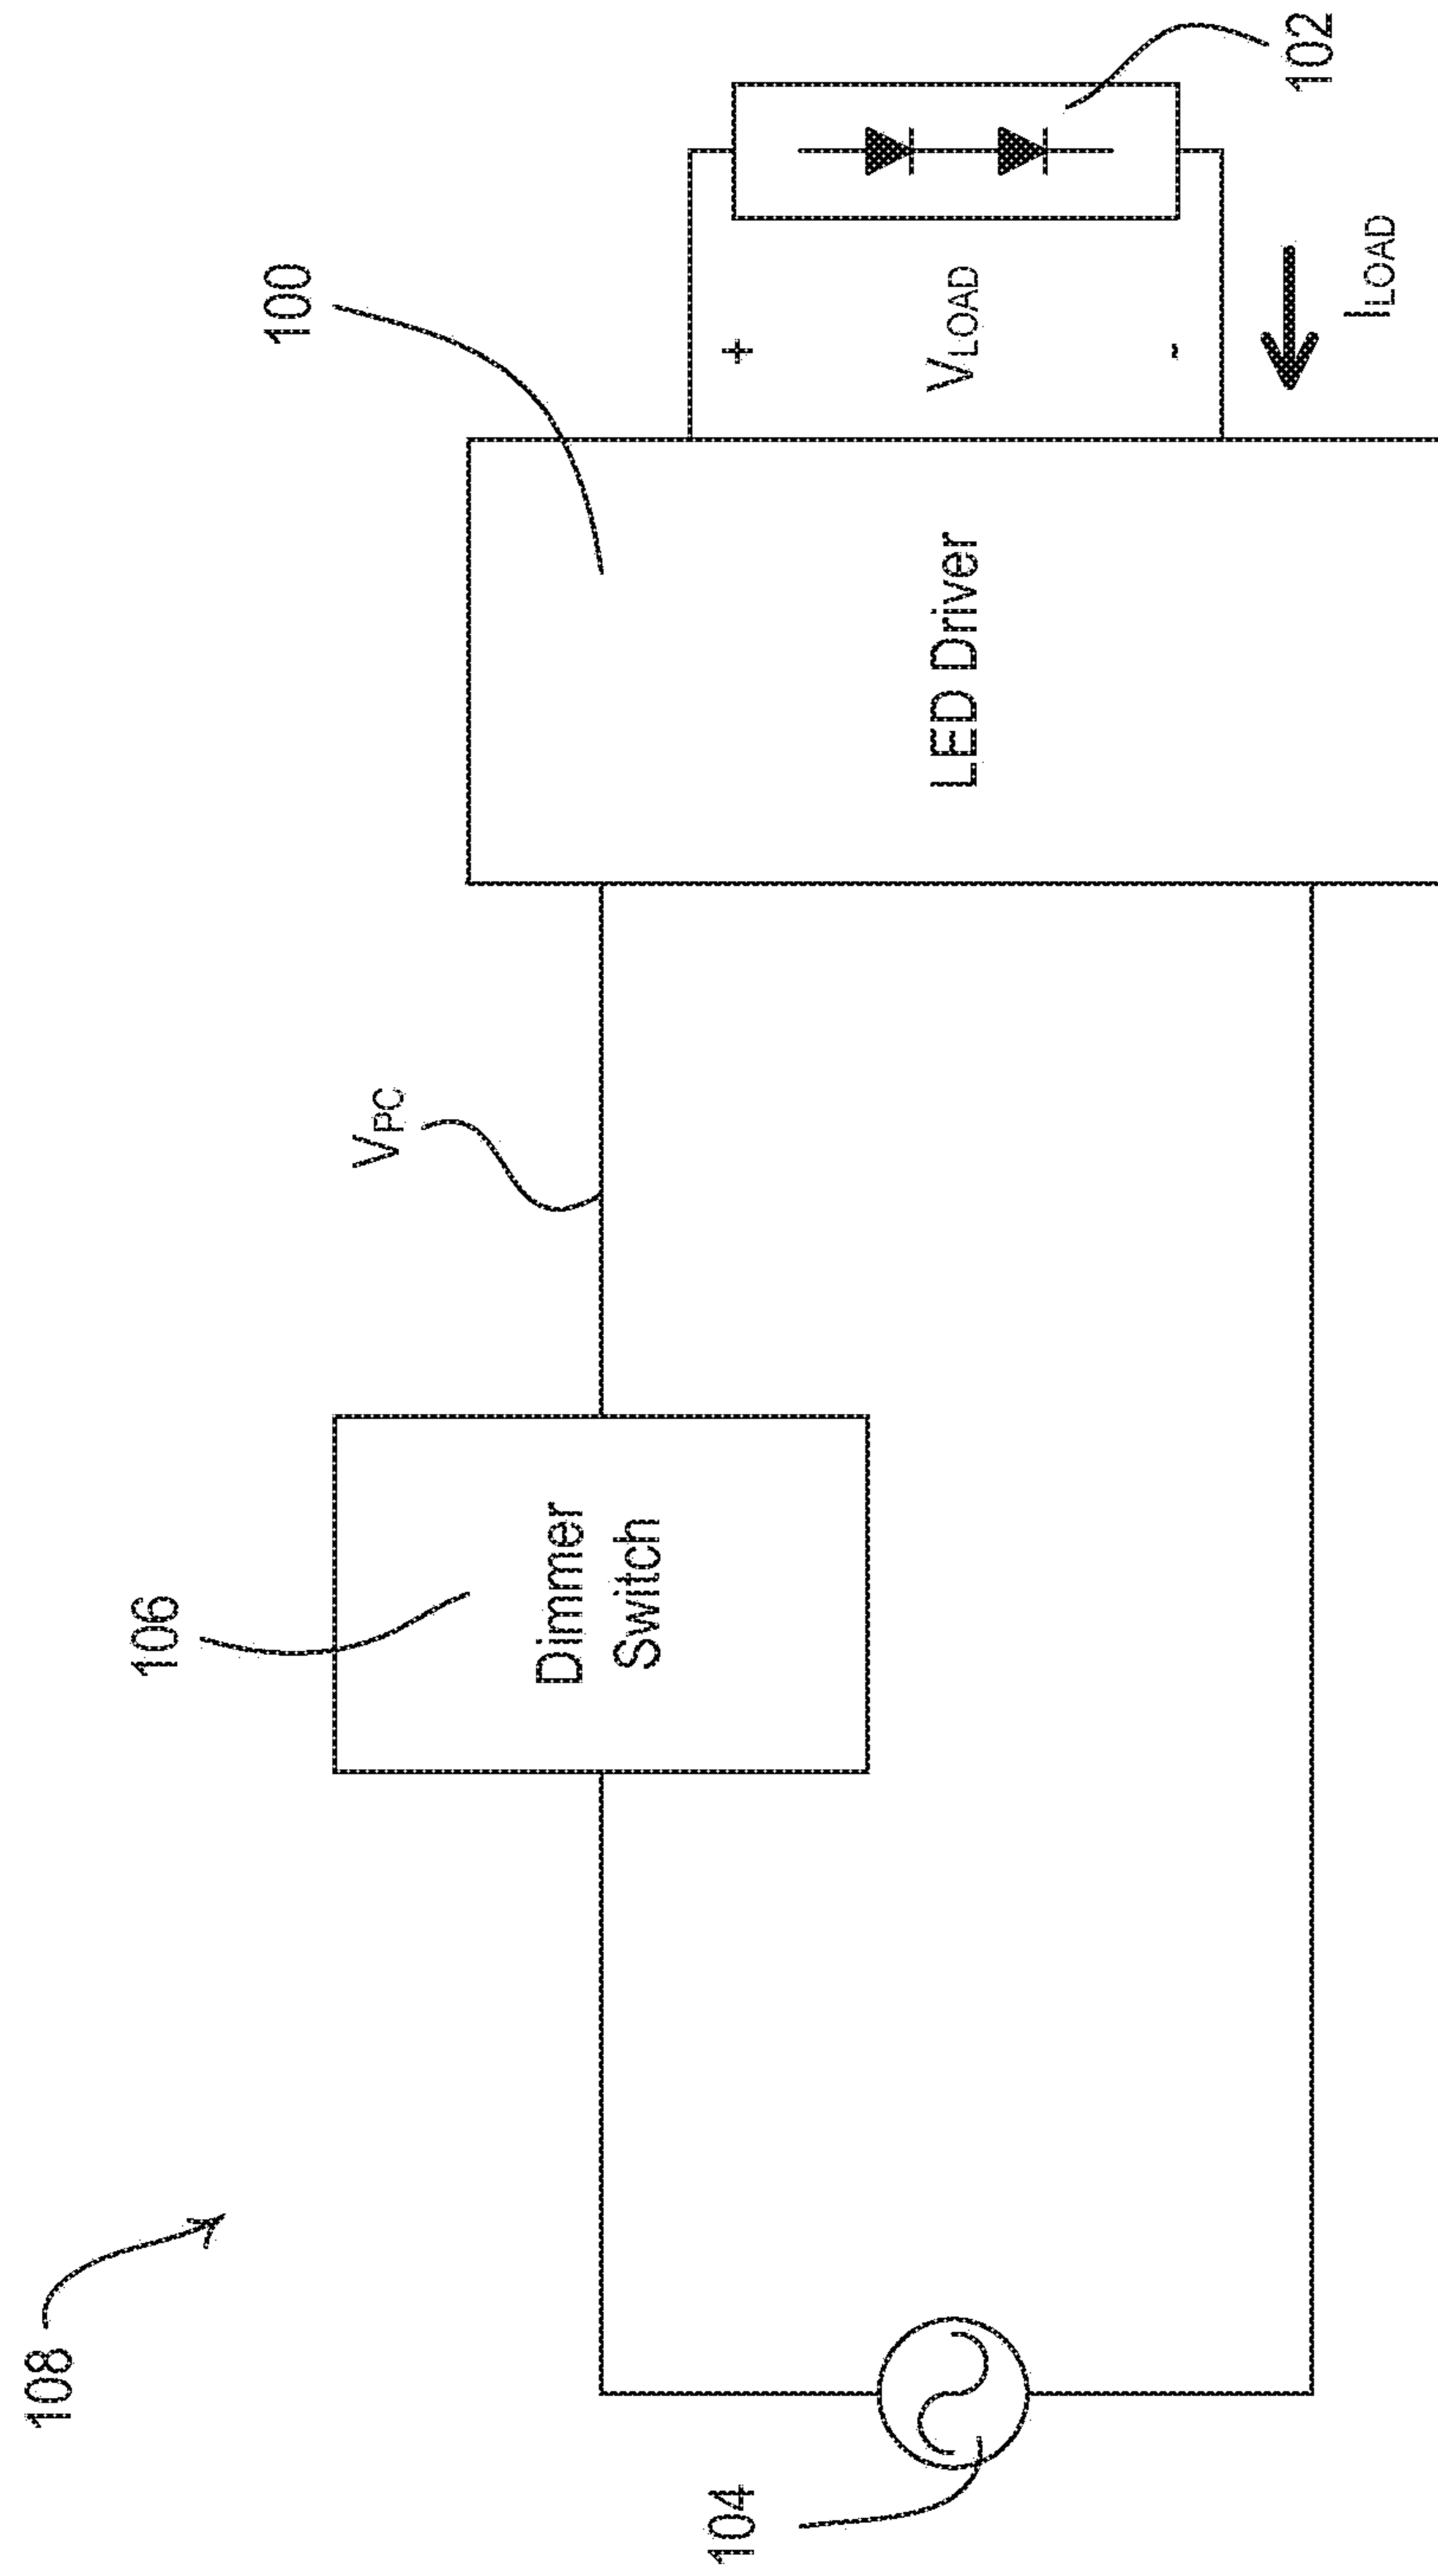 108
106
Dimmer
Switch
VPC
100
LED Driver
+
VLOAD
-
ILOAD
102
104